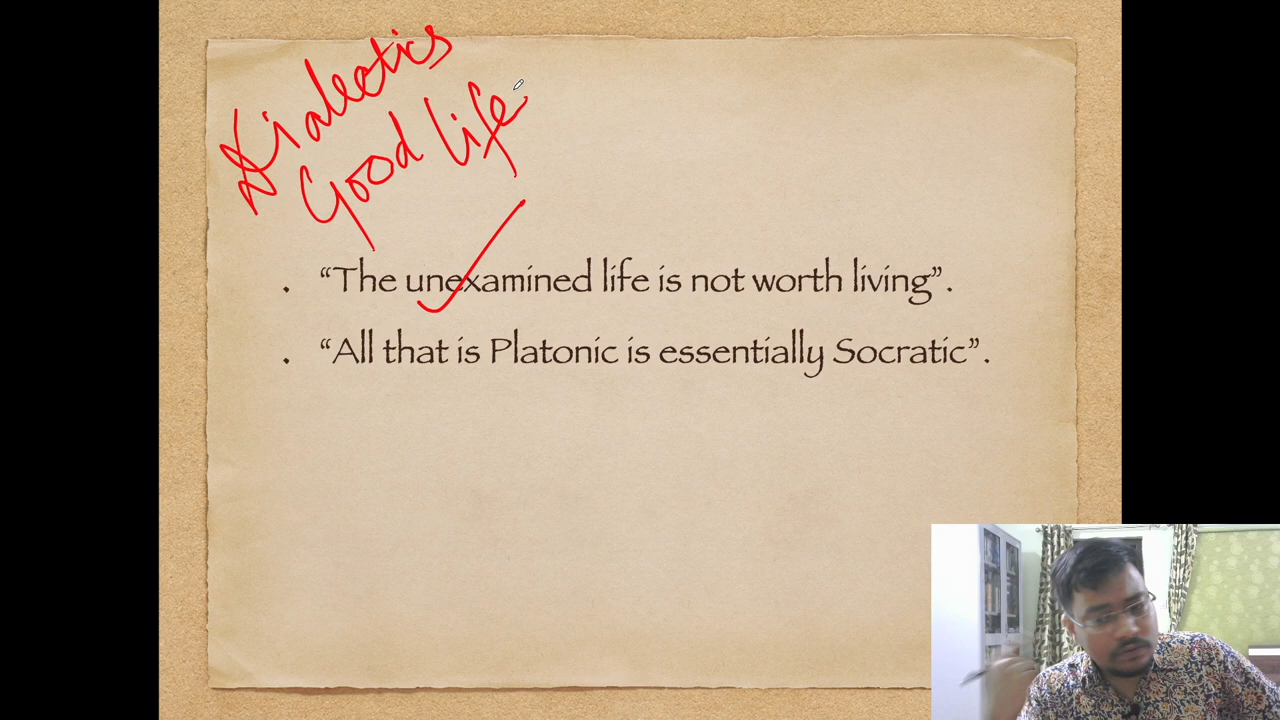 Dialectics
Good life
. “The unexamined life is not worth living”.
. “All that is Platonic is essentially Socratic”.